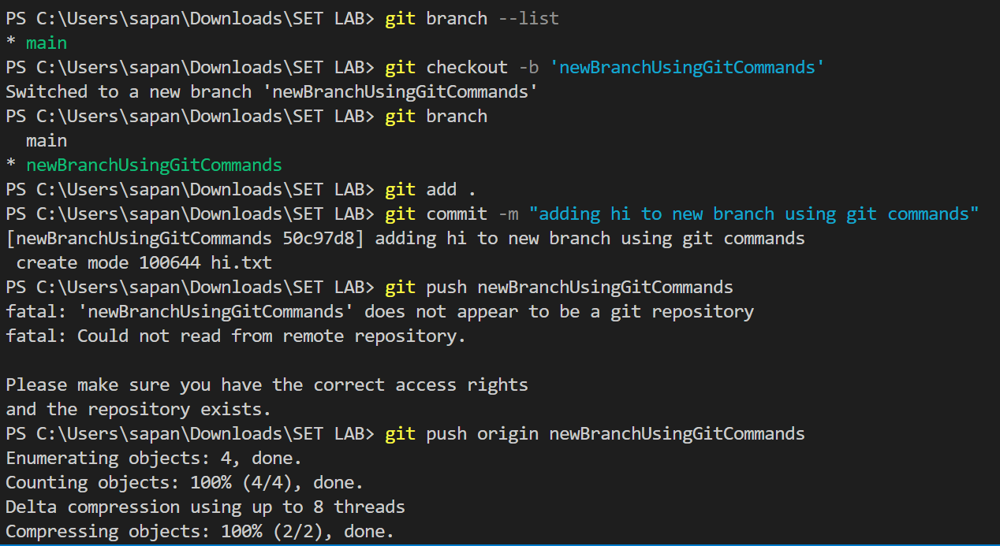 PS C:\Users\sapan\Downloads\SET LAB> git branch --list
* main
PS C:\Users\sapan\Downloads\SET LAB> git checkout -b 'newBranchUsingGitCommands'
Switched to a new branch 'newBranchUsingGitCommands'
PS C:\Users\sapan\Downloads\SET LAB> git branch
  main
* newBranchUsingGitCommands
PS C:\Users\sapan\Downloads\SET LAB> git add .
PS C:\Users\sapan\Downloads\SET LAB> git commit -m "adding hi to new branch using git commands"
[newBranchUsingGitCommands 50c97d8] adding hi to new branch using git commands
 create mode 100644 hi.txt
PS C:\Users\sapan\Downloads\SET LAB> git push newBranchUsingGitCommands
fatal: 'newBranchUsingGitCommands' does not appear to be a git repository
fatal: Could not read from remote repository.

Please make sure you have the correct access rights
and the repository exists.
PS C:\Users\sapan\Downloads\SET LAB> git push origin newBranchUsingGitCommands
Enumerating objects: 4, done.
Counting objects: 100% (4/4), done.
Delta compression using up to 8 threads
Compressing objects: 100% (2/2), done.